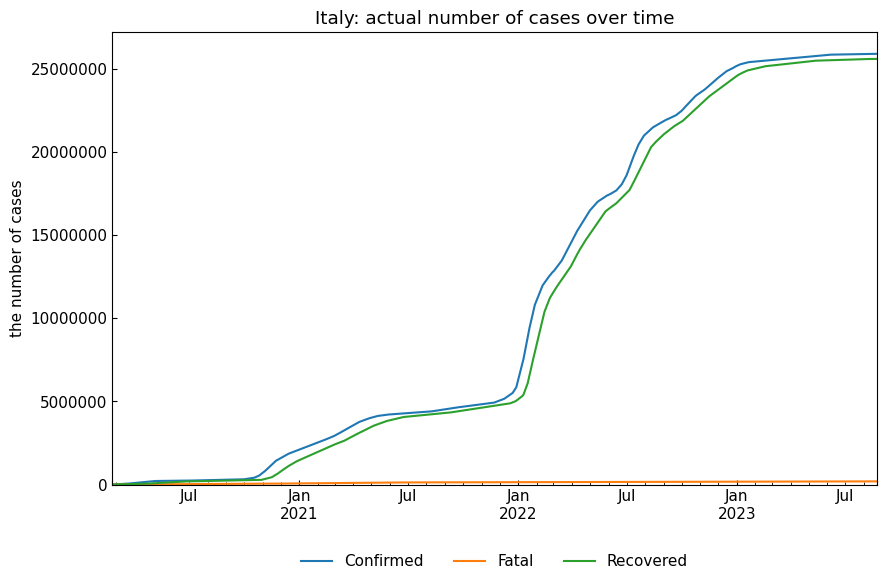 Italy: actual number of cases over time
the number of cases
25000000
20000000
15000000
10000000
5000000
0
Jul Jan Jul Jan Jul Jan Jul
2021 2022 2023
Confirmed Fatal Recovered